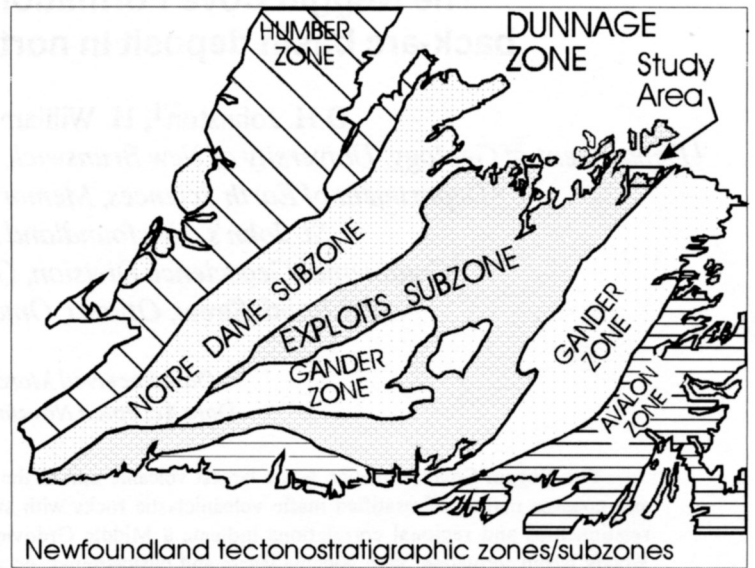 HUMBER
ZONE
DUNNAGE
ZONE
Study
Area
NOTRE DAME SUBZONE
EXPLOITS SUBZONE
GANDER
ZONE
GANDER
ZONE
AVALON
ZONE
Newfoundland tectonostratigraphic zones/subzones